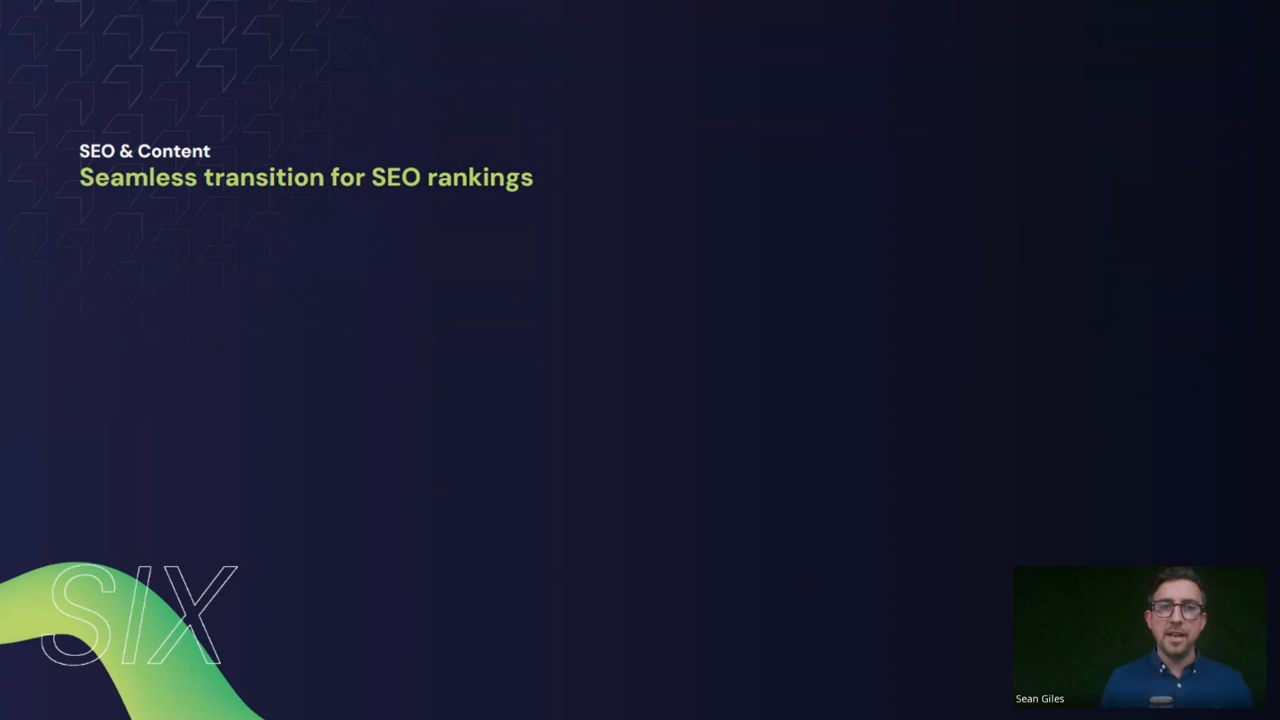 SEO & Content
Seamless transition for SEO rankings
SIX
Sean Giles